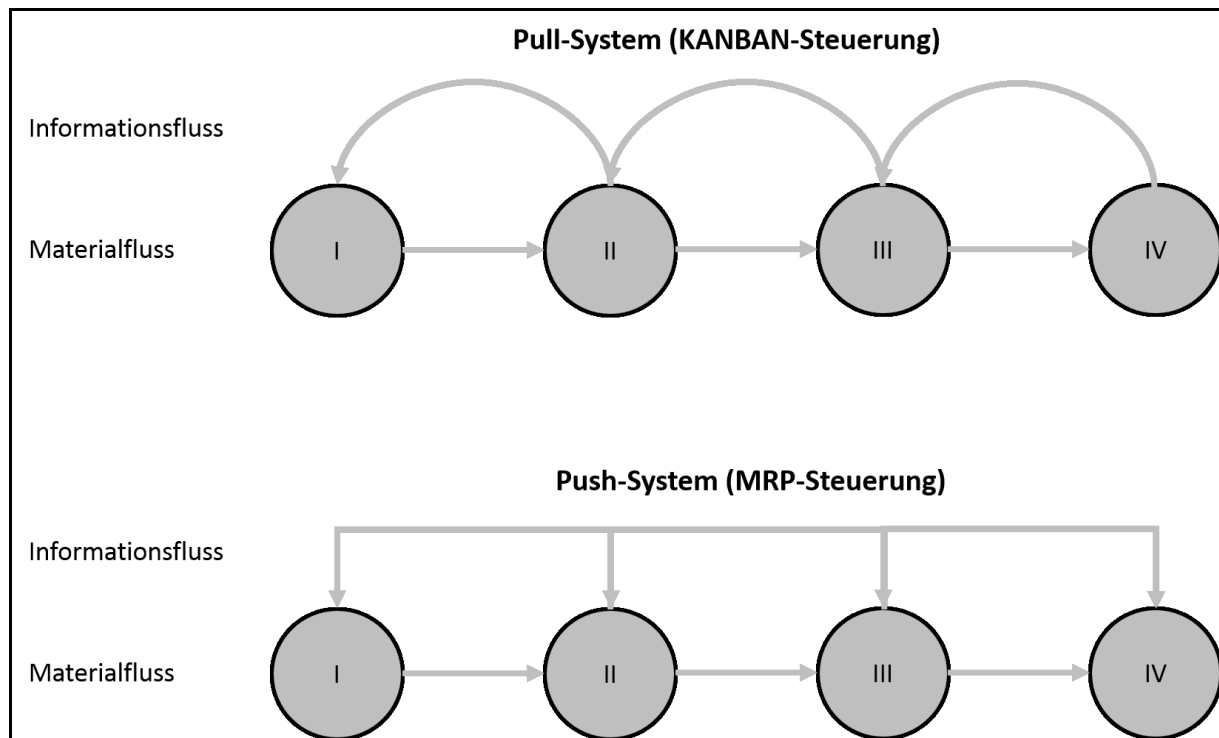 Pull-System (KANBAN-Steuerung)
Informationsfluss
Materialfluss
I
II
III
IV
Push-System (MRP-Steuerung)
Informationsfluss
Materialfluss
I
II
III
IV